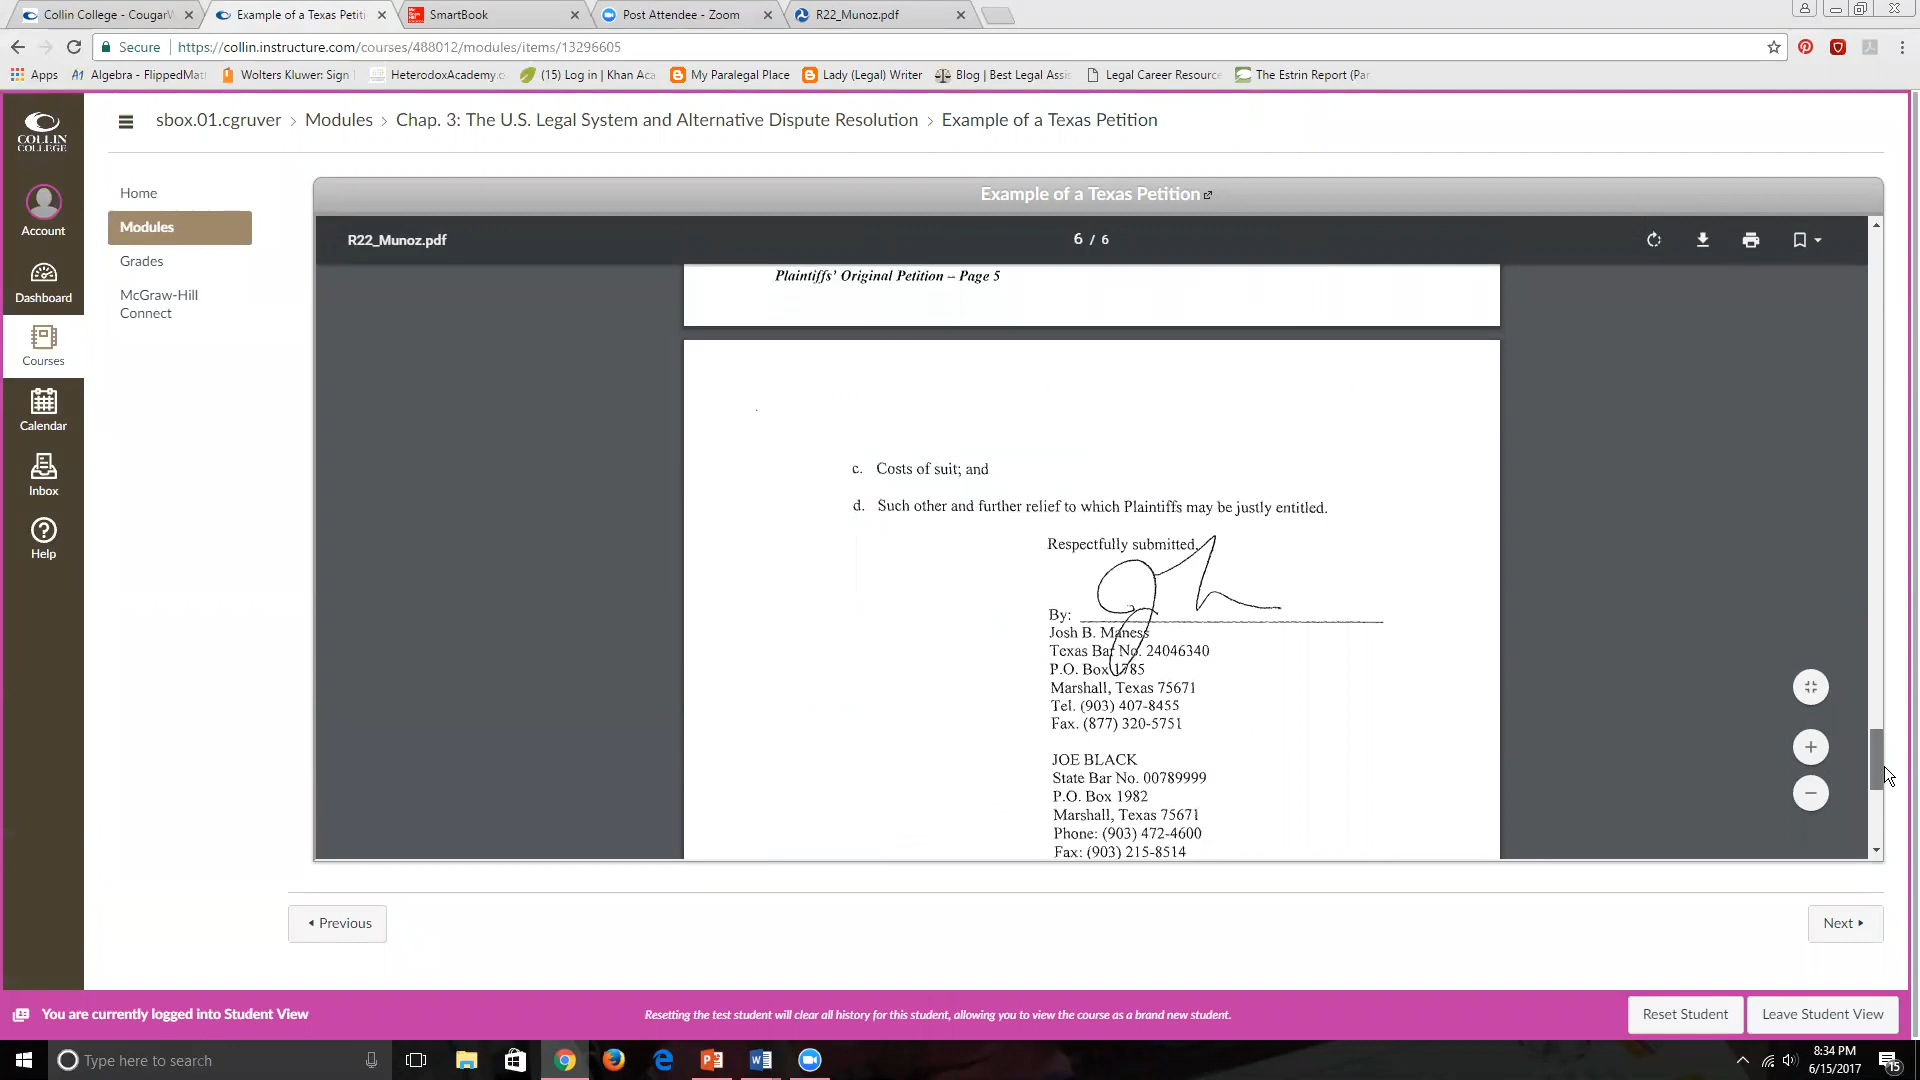 Collin College - CougarW
Example of a Texas Petiti
SmartBook
Post Attendee - Zoom
R22_Munoz.pdf
Secure
https://collin.instructure.com/courses/488012/modules/items/13296605
Apps
Algebra - FlippedMat
Wolters Kluwer: Sign
HeterodoxAcademy.c
(15) Log in | Khan Aca
My Paralegal Place
Lady (Legal) Writer
Blog | Best Legal Assis
Legal Career Resource
The Estrin Report (Par
COLLIN
COLLEGE
sbox.01.cgruver > Modules > Chap. 3: The U.S. Legal System and Alternative Dispute Resolution > Example of a Texas Petition
Account
Dashboard
Courses
Calendar
Inbox
Help
Home
Modules
Grades
McGraw-Hill
Connect
Example of a Texas Petition
R22_Munoz.pdf
6 / 6
Plaintiffs' Original Petition – Page 5
c. Costs of suit; and
d. Such other and further relief to which Plaintiffs may be justly entitled.
Respectfully submitted,
By:
Josh B. Maness
Texas Bar No. 24046340
P.O. Box 1785
Marshall, Texas 75671
Tel. (903) 407-8455
Fax. (877) 320-5751
JOE BLACK
State Bar No. 00789999
P.O. Box 1982
Marshall, Texas 75671
Phone: (903) 472-4600
Fax: (903) 215-8514
Previous
Next
You are currently logged into Student View
Resetting the test student will clear all history for this student, allowing you to view the course as a brand new student.
Reset Student
Leave Student View
Type here to search
8:34 PM
6/15/2017
15